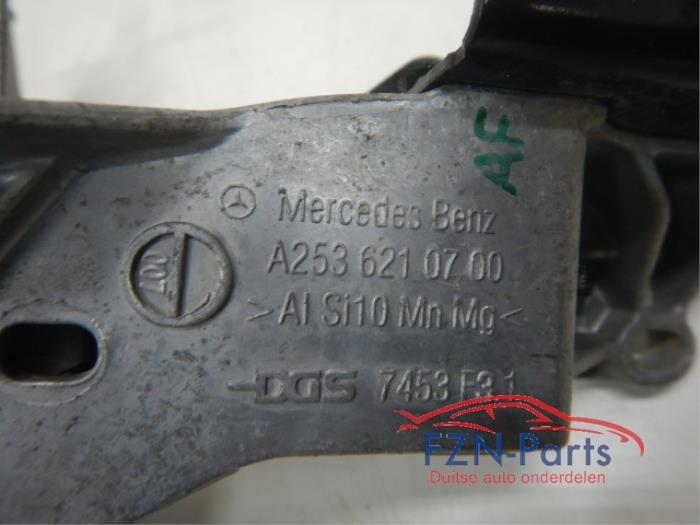 AF
Mercedes Benz
A253 621 07 00
>Al Si10 Mn Mg<
DGS 7453 F3 1
FZN-Parts
Duitse auto onderdelen